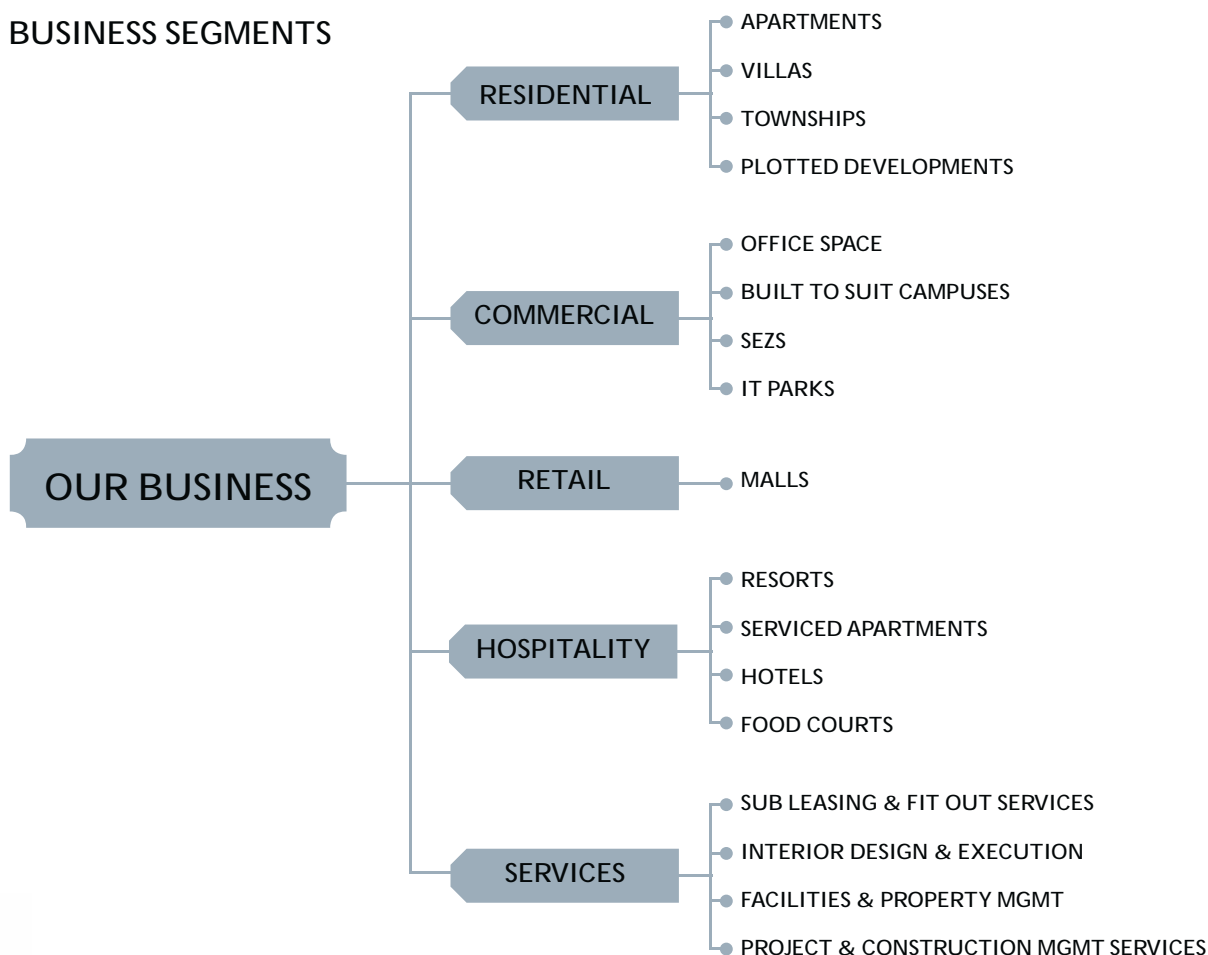 BUSINESS SEGMENTS
OUR BUSINESS
RESIDENTIAL
APARTMENTS
VILLAS
TOWNSHIPS
PLOTTED DEVELOPMENTS
COMMERCIAL
OFFICE SPACE
BUILT TO SUIT CAMPUSES
SEZS
IT PARKS
RETAIL
MALLS
HOSPITALITY
RESORTS
SERVICED APARTMENTS
HOTELS
FOOD COURTS
SERVICES
SUB LEASING & FIT OUT SERVICES
INTERIOR DESIGN & EXECUTION
FACILITIES & PROPERTY MGMT
PROJECT & CONSTRUCTION MGMT SERVICES